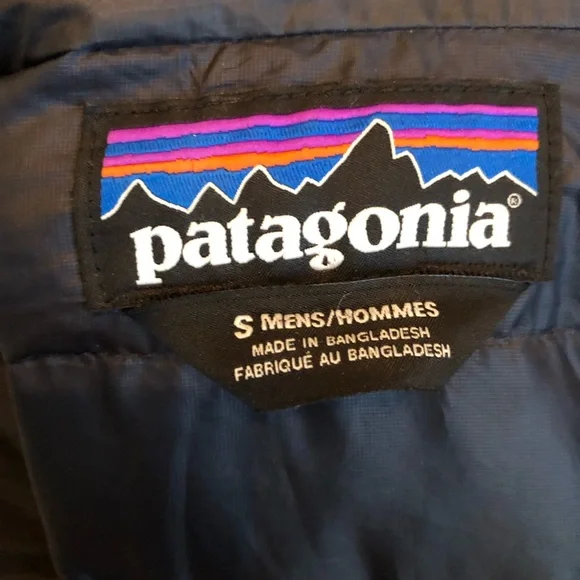 patagonia®
S MENS/HOMMES
MADE IN BANGLADESH
FABRIQUÉ AU BANGLADESH